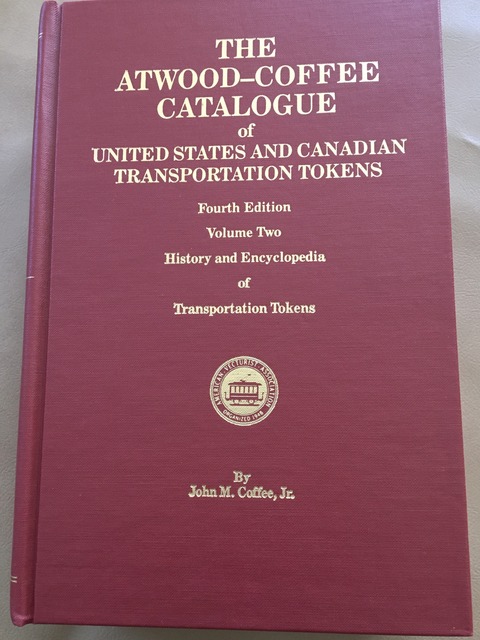 THE
ATWOOD–COFFEE
CATALOGUE
of
UNITED STATES AND CANADIAN
TRANSPORTATION TOKENS
Fourth Edition
Volume Two
History and Encyclopedia
of
Transportation Tokens
AMERICAN VECTURIST ASSOCIATION
ORGANIZED 1948
By
John M. Coffee, Jr.